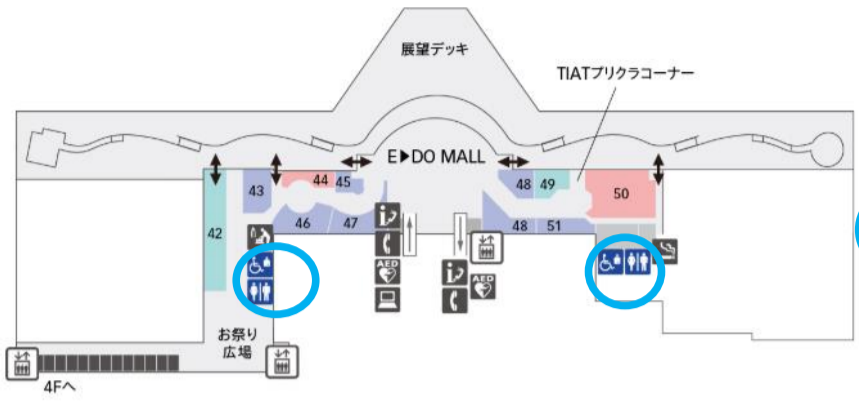 展望デッキ
TIATプリクラコーナー
E▶DO MALL
43
44
45
48
49
50
42
46
47
48
51
AED
AED
お祭り
広場
4Fへ